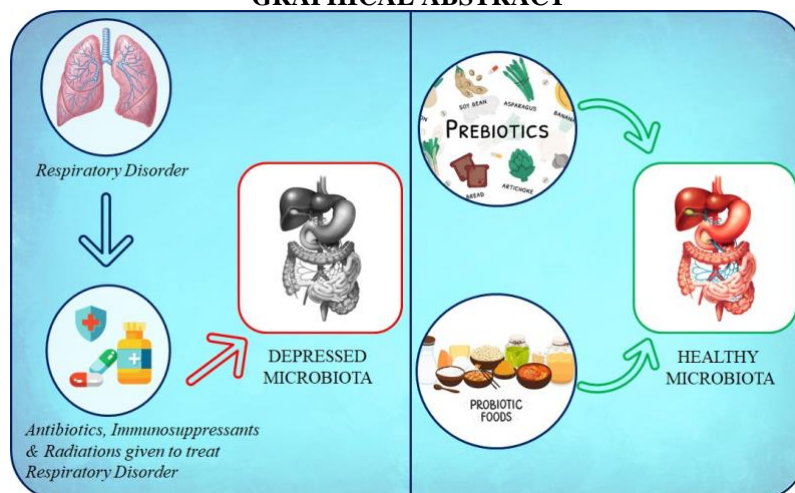 GRAPHICAL ABSTRACT
Respiratory Disorder
Antibiotics, Immunosuppressants
& Radiations given to treat
Respiratory Disorder
DEPRESSED
MICROBIOTA
SOY BEAN
ASPARAGUS
BANANA
PREBIOTICS
BREAD
ARTICHOKE
PROBIOTIC
FOODS
HEALTHY
MICROBIOTA